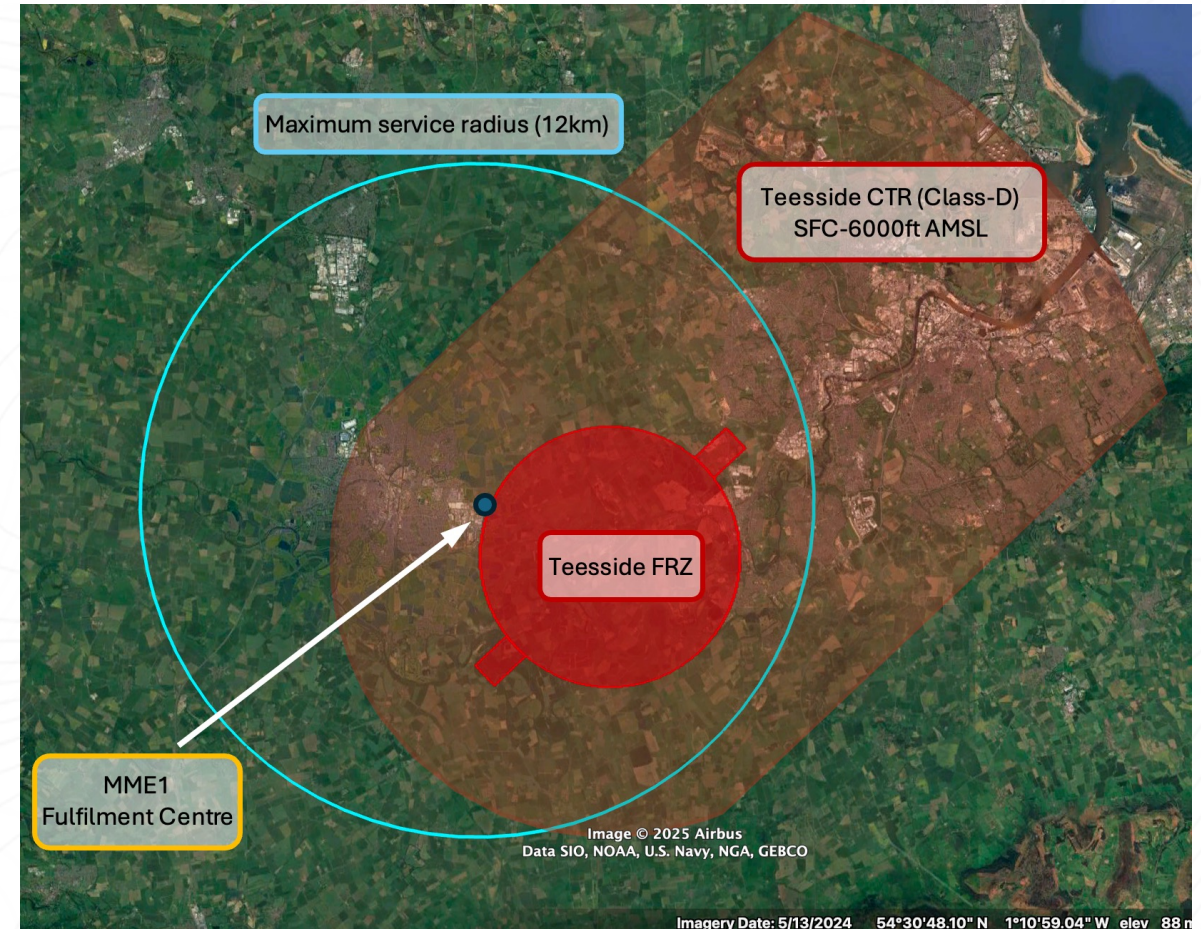 Maximum service radius (12km)
Teesside CTR (Class-D)
SFC-6000ft AMSL
Teesside FRZ
MME1
Fulfilment Centre
Image © 2025 Airbus
Data SIO, NOAA, U.S. Navy, NGA, GEBCO
Imagery Date: 5/13/2024 54°30'48.10" N 1°10'59.04" W elev 88 m